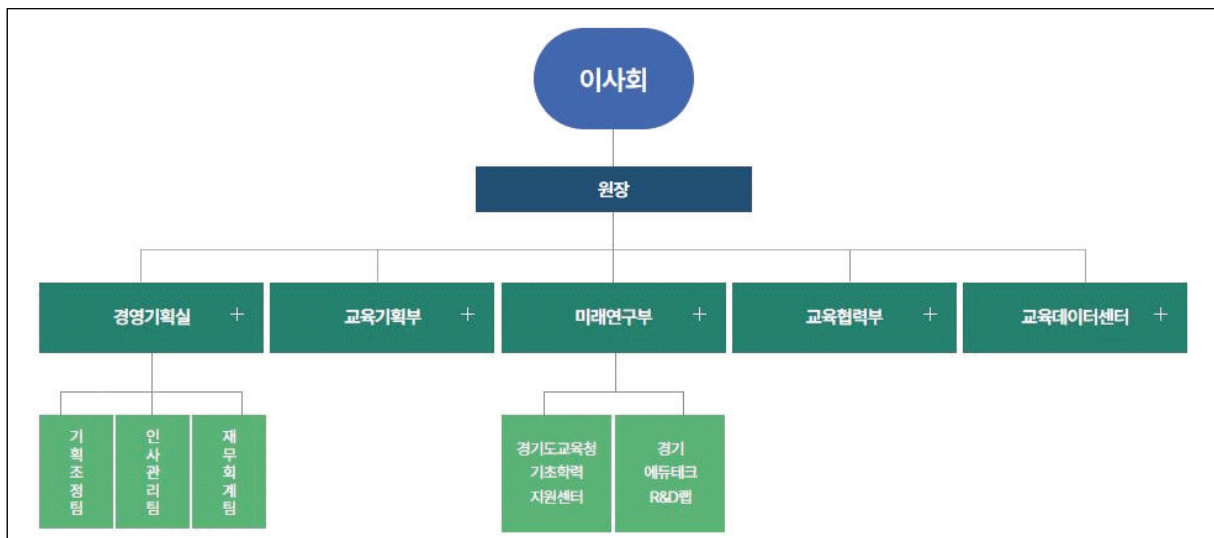 이사회
원장
경영기획실 +
교육기획부 +
미래연구부 +
교육협력부 +
교육데이터센터 +
기획조정팀
인사관리팀
재무회계팀
경기도교육청
기초학력
지원센터
경기
에듀테크
R&D랩